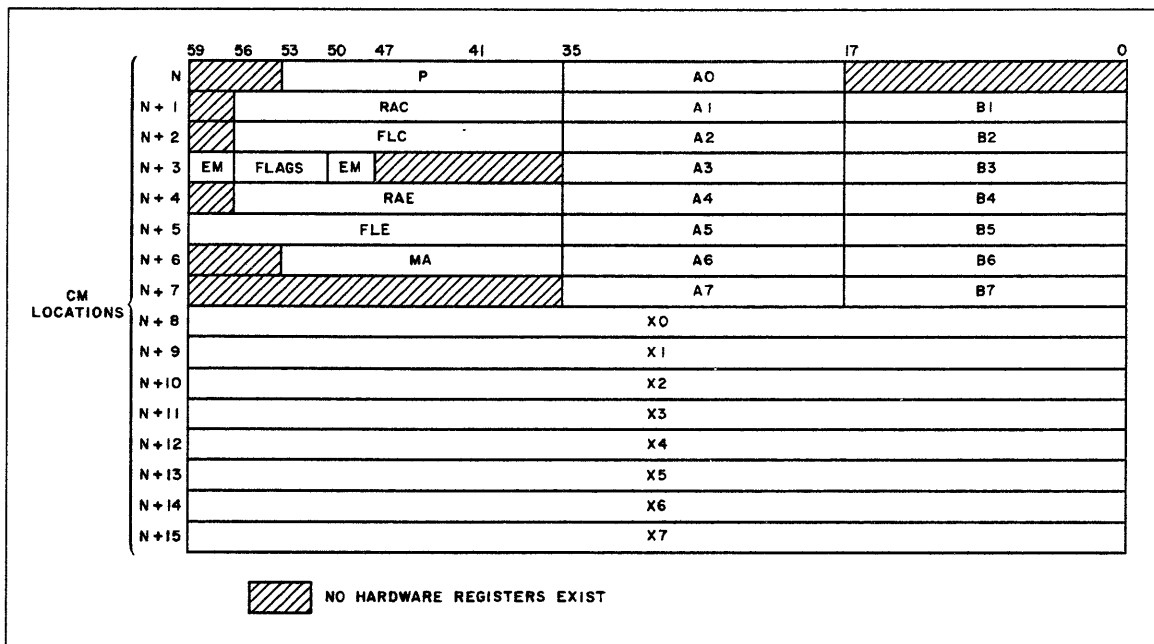 59 56 53 50 47 41 35 17 0
N P A0
N + 1 RAC A1 B1
N + 2 FLC A2 B2
N + 3 EM FLAGS EM A3 B3
N + 4 RAE A4 B4
N + 5 FLE A5 B5
N + 6 MA A6 B6
N + 7 A7 B7
CM
LOCATIONS
N + 8 X0
N + 9 X1
N +10 X2
N +11 X3
N +12 X4
N +13 X5
N +14 X6
N +15 X7
NO HARDWARE REGISTERS EXIST